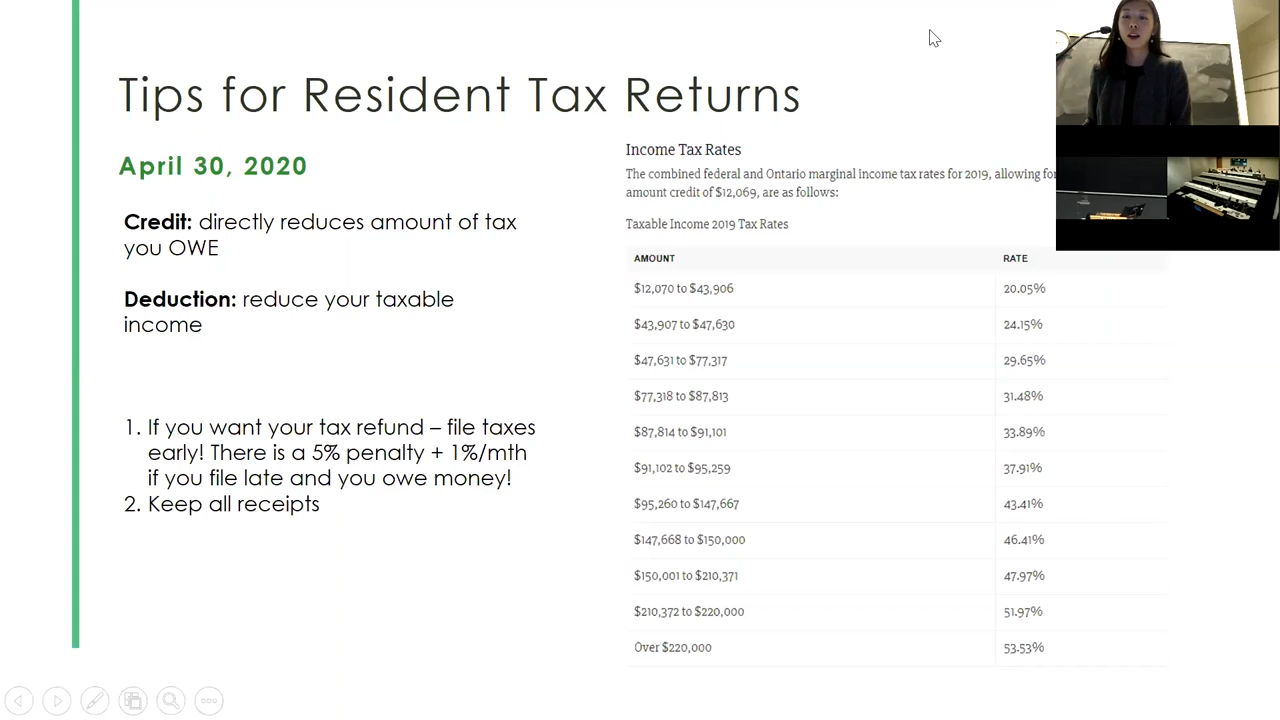 Tips for Resident Tax Returns
April 30, 2020
Credit: directly reduces amount of tax
you OWE
Deduction: reduce your taxable
income
1. If you want your tax refund – file taxes
early! There is a 5% penalty + 1%/mth
if you file late and you owe money!
2. Keep all receipts
Income Tax Rates
The combined federal and Ontario marginal income tax rates for 2019, allowing for
amount credit of $12,069, are as follows:
Taxable Income 2019 Tax Rates
AMOUNT RATE
$12,070 to $43,906 20.05%
$43,907 to $47,630 24.15%
$47,631 to $77,317 29.65%
$77,318 to $87,813 31.48%
$87,814 to $91,101 33.89%
$91,102 to $95,259 37.91%
$95,260 to $147,667 43.41%
$147,668 to $150,000 46.41%
$150,001 to $210,371 47.97%
$210,372 to $220,000 51.97%
Over $220,000 53.53%